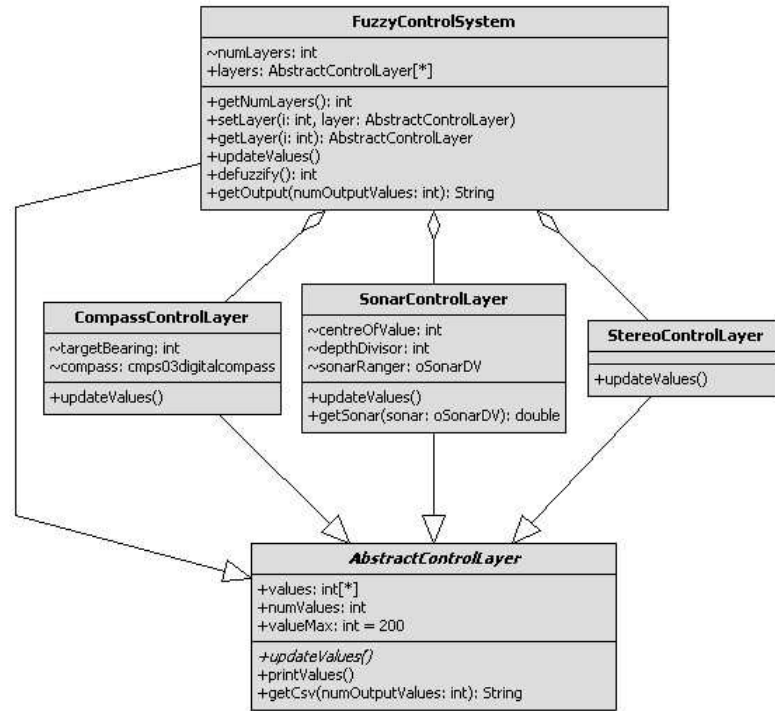 FuzzyControlSystem
~numLayers: int
+layers: AbstractControlLayer[*]
+getNumLayers(): int
+setLayer(i: int, layer: AbstractControlLayer)
+getLayer(i: int): AbstractControlLayer
+updateValues()
+defuzzify(): int
+getOutput(numOutputValues: int): String
CompassControlLayer
~targetBearing: int
~compass: cmps03digitalcompass
+updateValues()
SonarControlLayer
~centreOfValue: int
~depthDivisor: int
~sonarRanger: oSonarDV
+updateValues()
+getSonar(sonar: oSonarDV): double
StereoControlLayer
+updateValues()
AbstractControlLayer
+values: int[*]
+numValues: int
+valueMax: int = 200
+updateValues()
+printValues()
+getCsv(numOutputValues: int): String